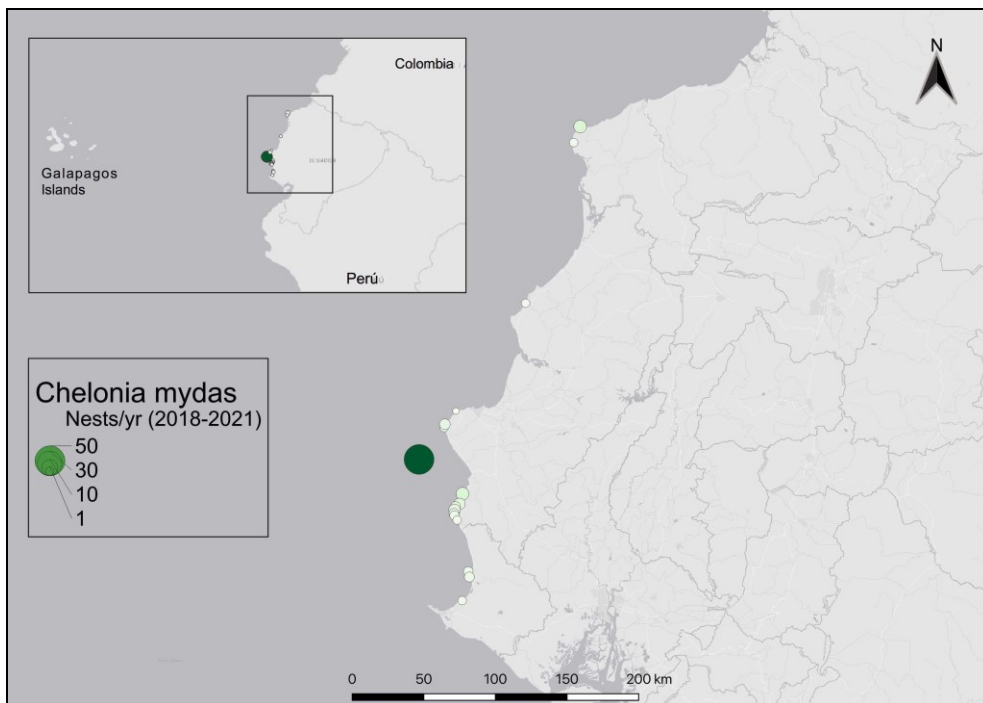 Colombia
N
ECUADOR
Galapagos
Islands
Perú
Chelonia mydas
Nests/yr (2018-2021)
50
30
10
1
0 50 100 150 200 km